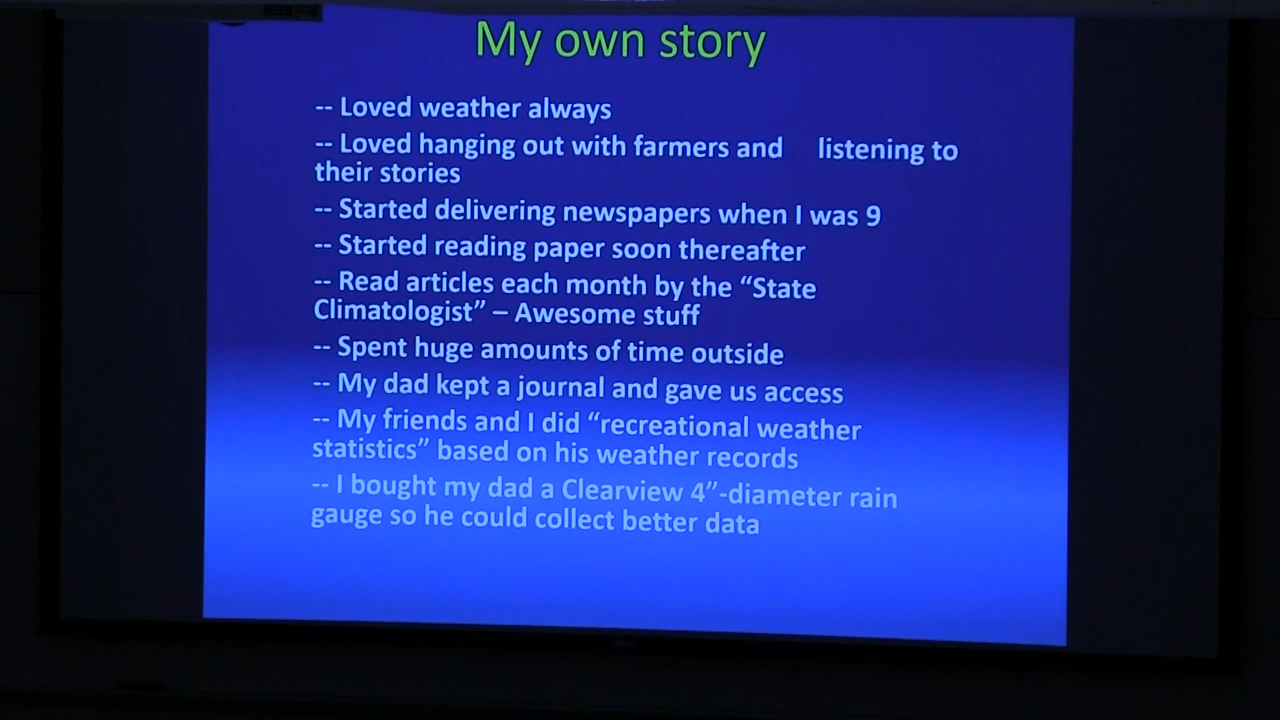 My own story
-- Loved weather always
-- Loved hanging out with farmers and listening to
their stories
-- Started delivering newspapers when I was 9
-- Started reading paper soon thereafter
-- Read articles each month by the “State
Climatologist” – Awesome stuff
-- Spent huge amounts of time outside
-- My dad kept a journal and gave us access
-- My friends and I did “recreational weather
statistics” based on his weather records
-- I bought my dad a Clearview 4”-diameter rain
gauge so he could collect better data